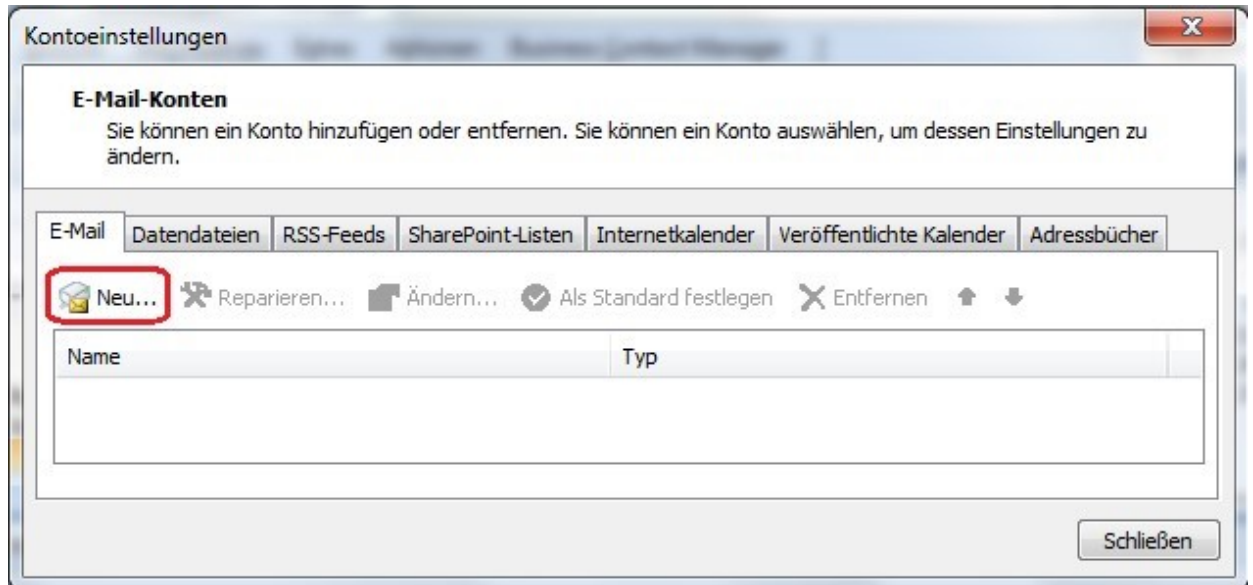 Kontoeinstellungen
E-Mail-Konten
Sie können ein Konto hinzufügen oder entfernen. Sie können ein Konto auswählen, um dessen Einstellungen zu
ändern.
E-Mail Datendateien RSS-Feeds SharePoint-Listen Internetkalender Veröffentlichte Kalender Adressbücher
Neu... Reparieren... Ändern... Als Standard festlegen Entfernen
Name Typ
Schließen